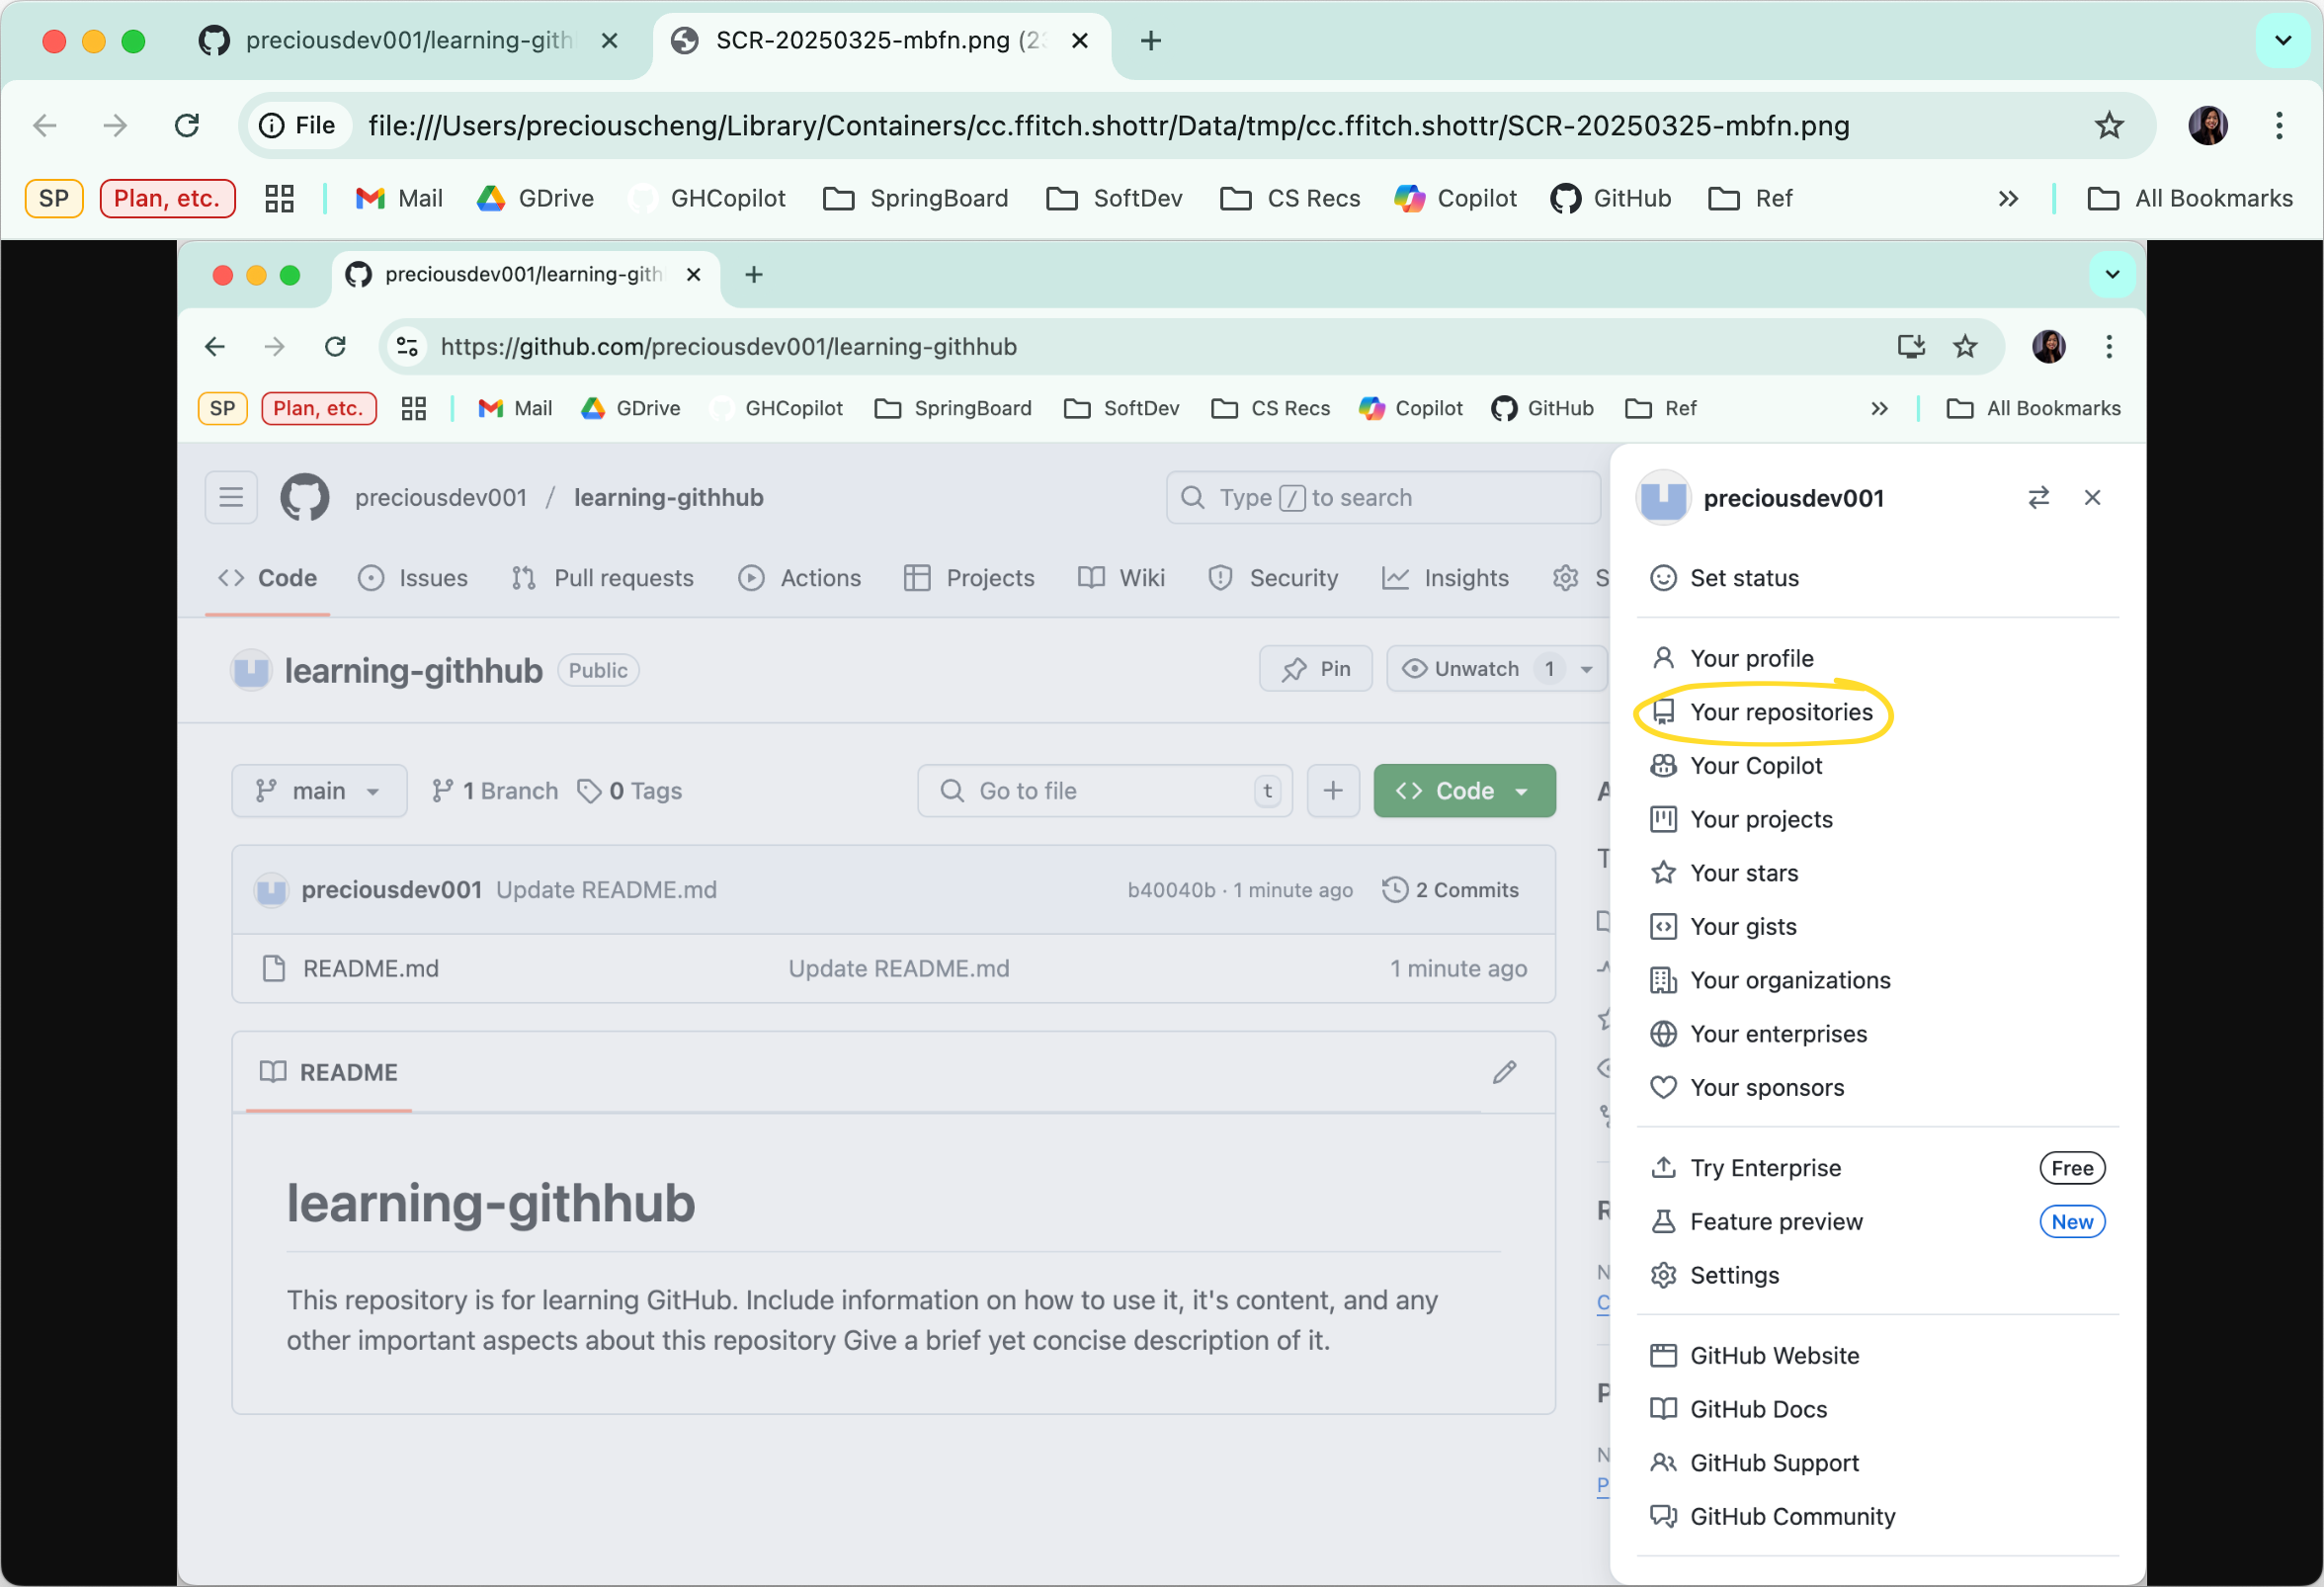 preciousdev001/learning-gith
SCR-20250325-mbfn.png (2
File file:///Users/preciouscheng/Library/Containers/cc.ffitch.shottr/Data/tmp/cc.ffitch.shottr/SCR-20250325-mbfn.png
SP Plan, etc. Mail GDrive GHCopilot SpringBoard SoftDev CS Recs Copilot GitHub Ref » All Bookmarks
preciousdev001/learning-gith
https://github.com/preciousdev001/learning-githhub
SP Plan, etc. Mail GDrive GHCopilot SpringBoard SoftDev CS Recs Copilot GitHub Ref » All Bookmarks
preciousdev001 / learning-githhub
Type / to search
Code Issues Pull requests Actions Projects Wiki Security Insights S
learning-githhub Public
Pin Unwatch 1
main 1 Branch 0 Tags
Go to file t + Code
preciousdev001 Update README.md b40040b · 1 minute ago 2 Commits
README.md Update README.md 1 minute ago
README
learning-githhub
This repository is for learning GitHub. Include information on how to use it, it's content, and any
other important aspects about this repository Give a brief yet concise description of it.
preciousdev001
Set status
Your profile
Your repositories
Your Copilot
Your projects
Your stars
Your gists
Your organizations
Your enterprises
Your sponsors
Try Enterprise Free
Feature preview New
Settings
GitHub Website
GitHub Docs
GitHub Support
GitHub Community